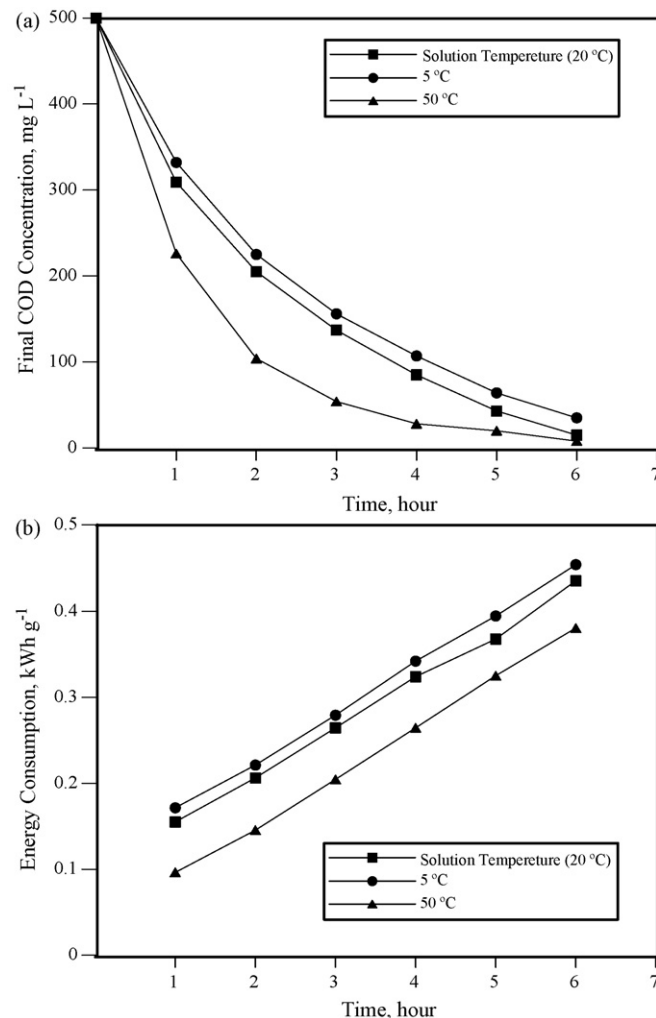 (a)
500
400
300
200
100
0
Final COD Concentration, mg L⁻¹
Solution Tempereture (20 °C)
5 °C
50 °C
1 2 3 4 5 6 7
Time, hour
(b)
0.5
0.4
0.3
0.2
0.1
0
Energy Consumption, kWh g⁻¹
Solution Tempereture (20 °C)
5 °C
50 °C
1 2 3 4 5 6 7
Time, hour